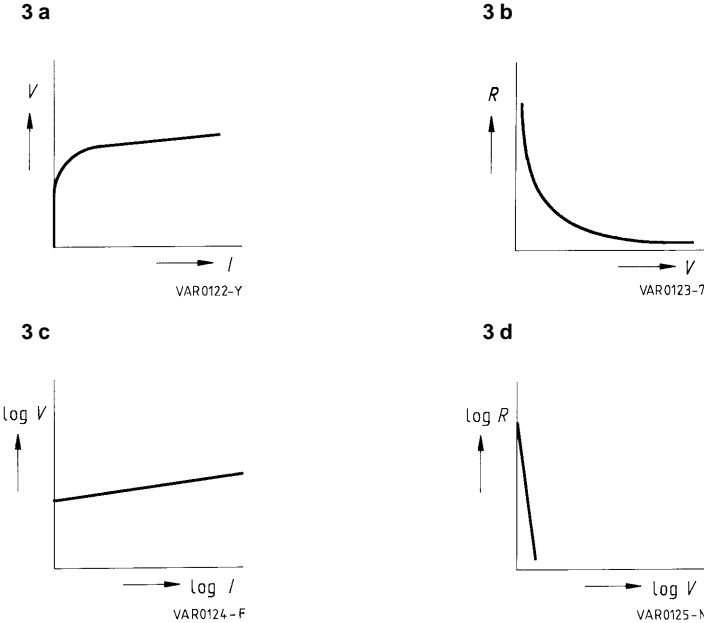 3 a
V
I
VAR0122-Y
3 b
R
V
VAR0123-7
3 c
log V
log I
VAR0124-F
3 d
log R
log V
VAR0125-N